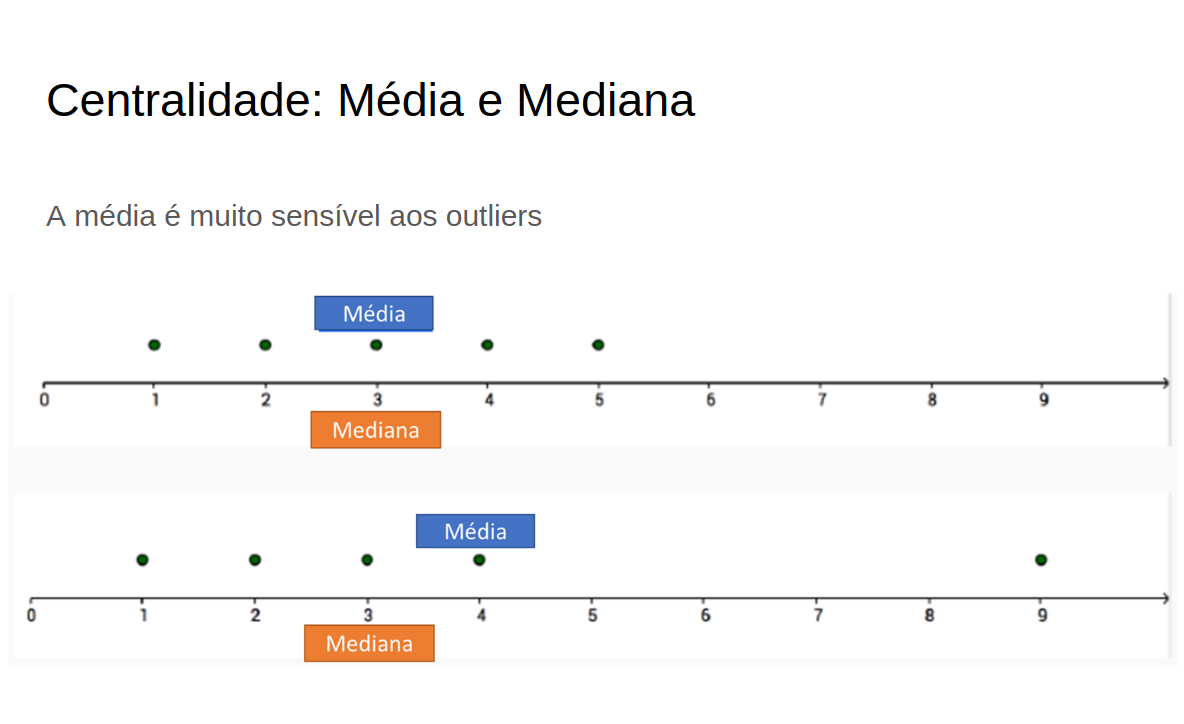 Centralidade: Média e Mediana
A média é muito sensível aos outliers
Média
0 1 2 3 4 5 6 7 8 9
Mediana
Média
0 1 2 3 4 5 6 7 8 9
Mediana